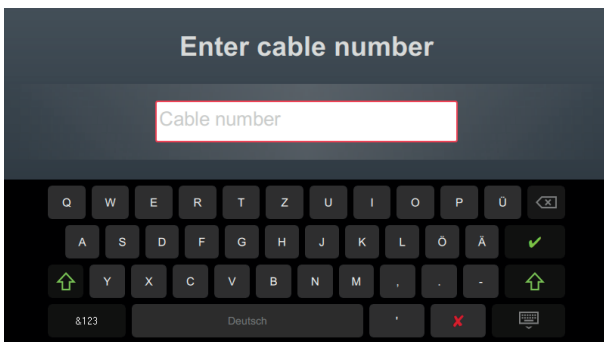 Enter cable number
Cable number
Q W E R T Z U I O P Ü
A S D F G H J K L Ö Ä
Y X C V B N M , . -
&123 Deutsch '